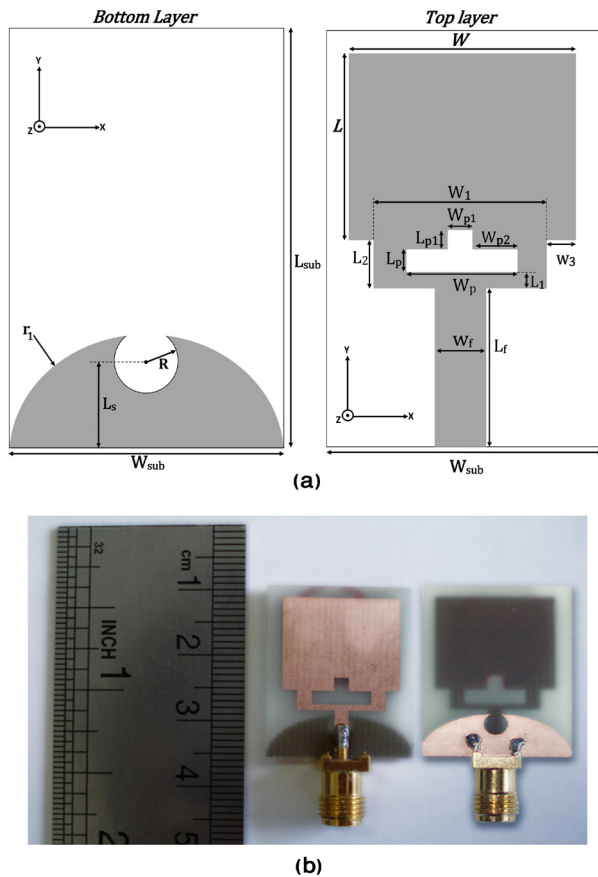 Bottom Layer
Y
Z
X
r1
R
Ls
Lsub
Wsub
Top layer
W
L
W1
Wp1
Lp1
Wp2
L2
Lp
Wp
L1
w3
wf
Lf
Y
Z
X
Wsub
(a)
32
cm 1
INCH 1
2
3
4
5
2
(b)